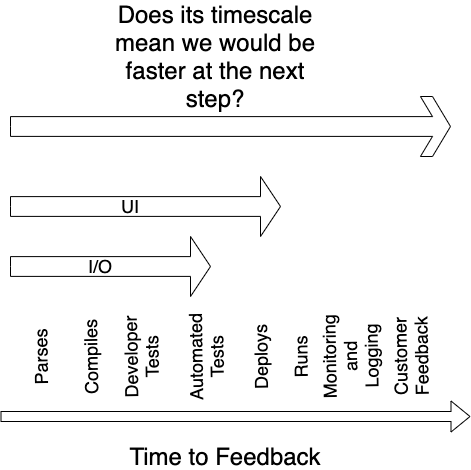 Does its timescale
mean we would be
faster at the next
step?
UI
I/O
Parses
Compiles
Developer
Tests
Automated
Tests
Deploys
Runs
Monitoring
and
Logging
Customer
Feedback
Time to Feedback